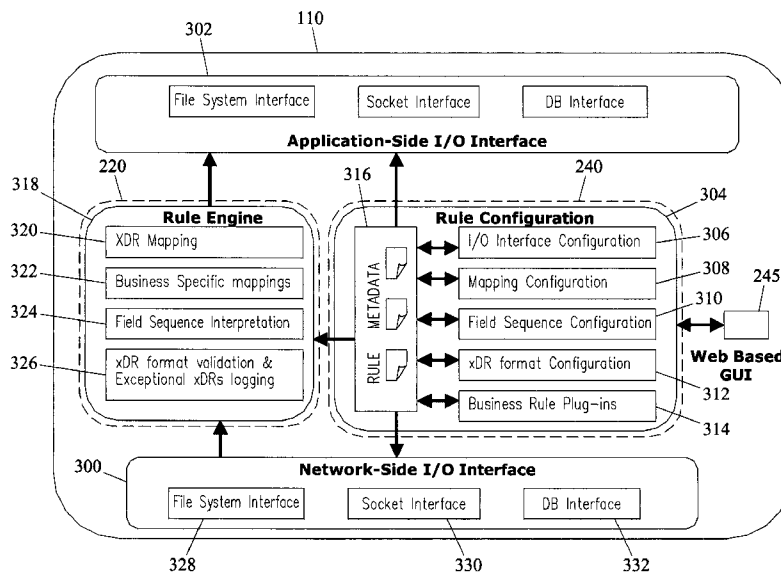 110
302
File System Interface
Socket Interface
DB Interface
Application-Side I/O Interface
220
240
318
316
304
Rule Engine
Rule Configuration
320
XDR Mapping
I/O Interface Configuration
306
322
Business Specific mappings
Mapping Configuration
308
324
Field Sequence Interpretation
Field Sequence Configuration
310
245
326
xDR format validation &
Exceptional xDRs logging
xDR format Configuration
312
Business Rule Plug-ins
314
RULE METADATA
Web Based
GUI
300
Network-Side I/O Interface
File System Interface
Socket Interface
DB Interface
328
330
332